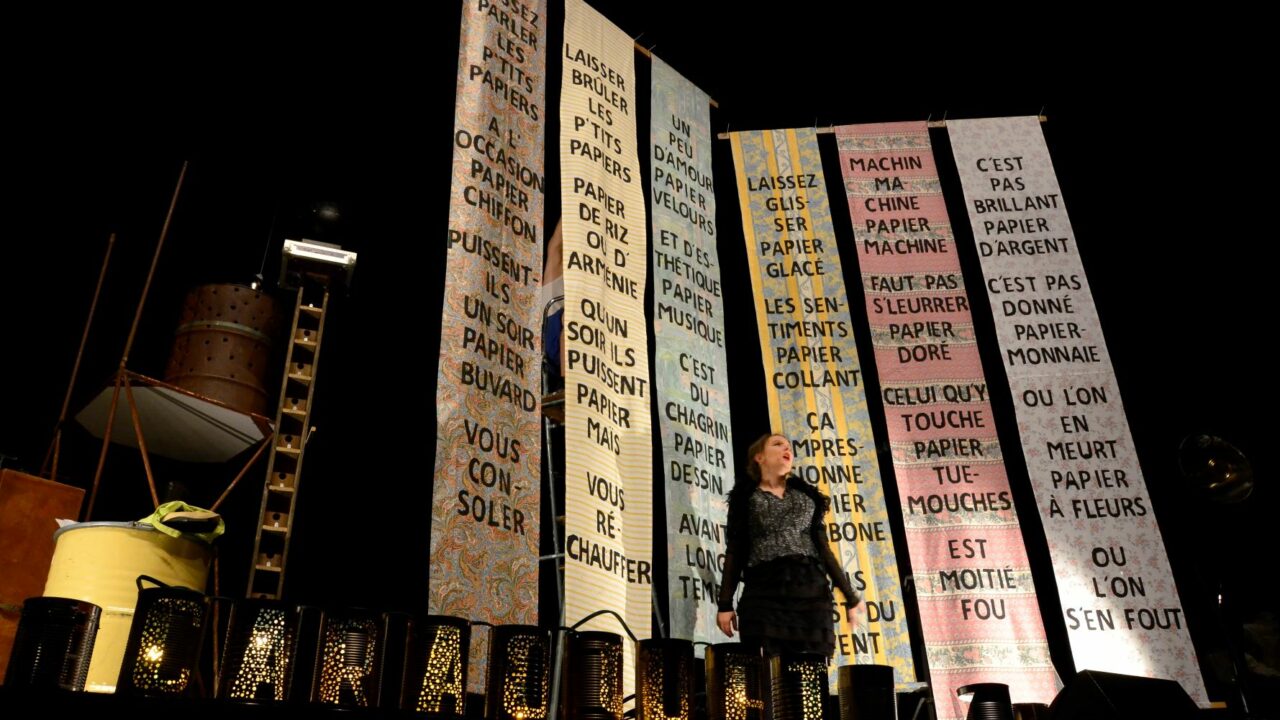 PARLER
LES
P'TITS
PAPIERS
A L'
OCCASION
PAPIER
CHIFFON
PUISSENT-
ILS
UN SOIR
PAPIER
BUVARD
VOUS
CON-
SOLER
LAISSER
BRÛLER
LES
P'TITS
PAPIERS
PAPIER
DE RIZ
OU D'
ARMÉNIE
QU'UN
SOIR ILS
PUISSENT
PAPIER
MAÏS
VOUS
RÉ-
CHAUFFER
UN
PEU
D'AMOUR
PAPIER
VELOURS
ET D'ES-
THÉTIQUE
PAPIER
MUSIQUE
C'EST
DU
CHAGRIN
PAPIER
DESSIN
AVANT
LONG
TEMPS
LAISSEZ
GLIS-
SER
PAPIER
GLACÉ
LES SEN-
TIMENTS
PAPIER
COLLANT
ÇA
DU
MACHIN
MA-
CHINE
PAPIER
MACHINE
FAUT PAS
S'LEURRER
PAPIER
DORÉ
CELUI QU'Y
TOUCHE
PAPIER
TUE-
MOUCHES
EST
MOITIÉ
FOU
C'EST
PAS
BRILLANT
PAPIER
D'ARGENT
C'EST PAS
DONNÉ
PAPIER-
MONNAIE
OU L'ON
EN
MEURT
PAPIER
À FLEURS
OU
L'ON
S'EN FOUT